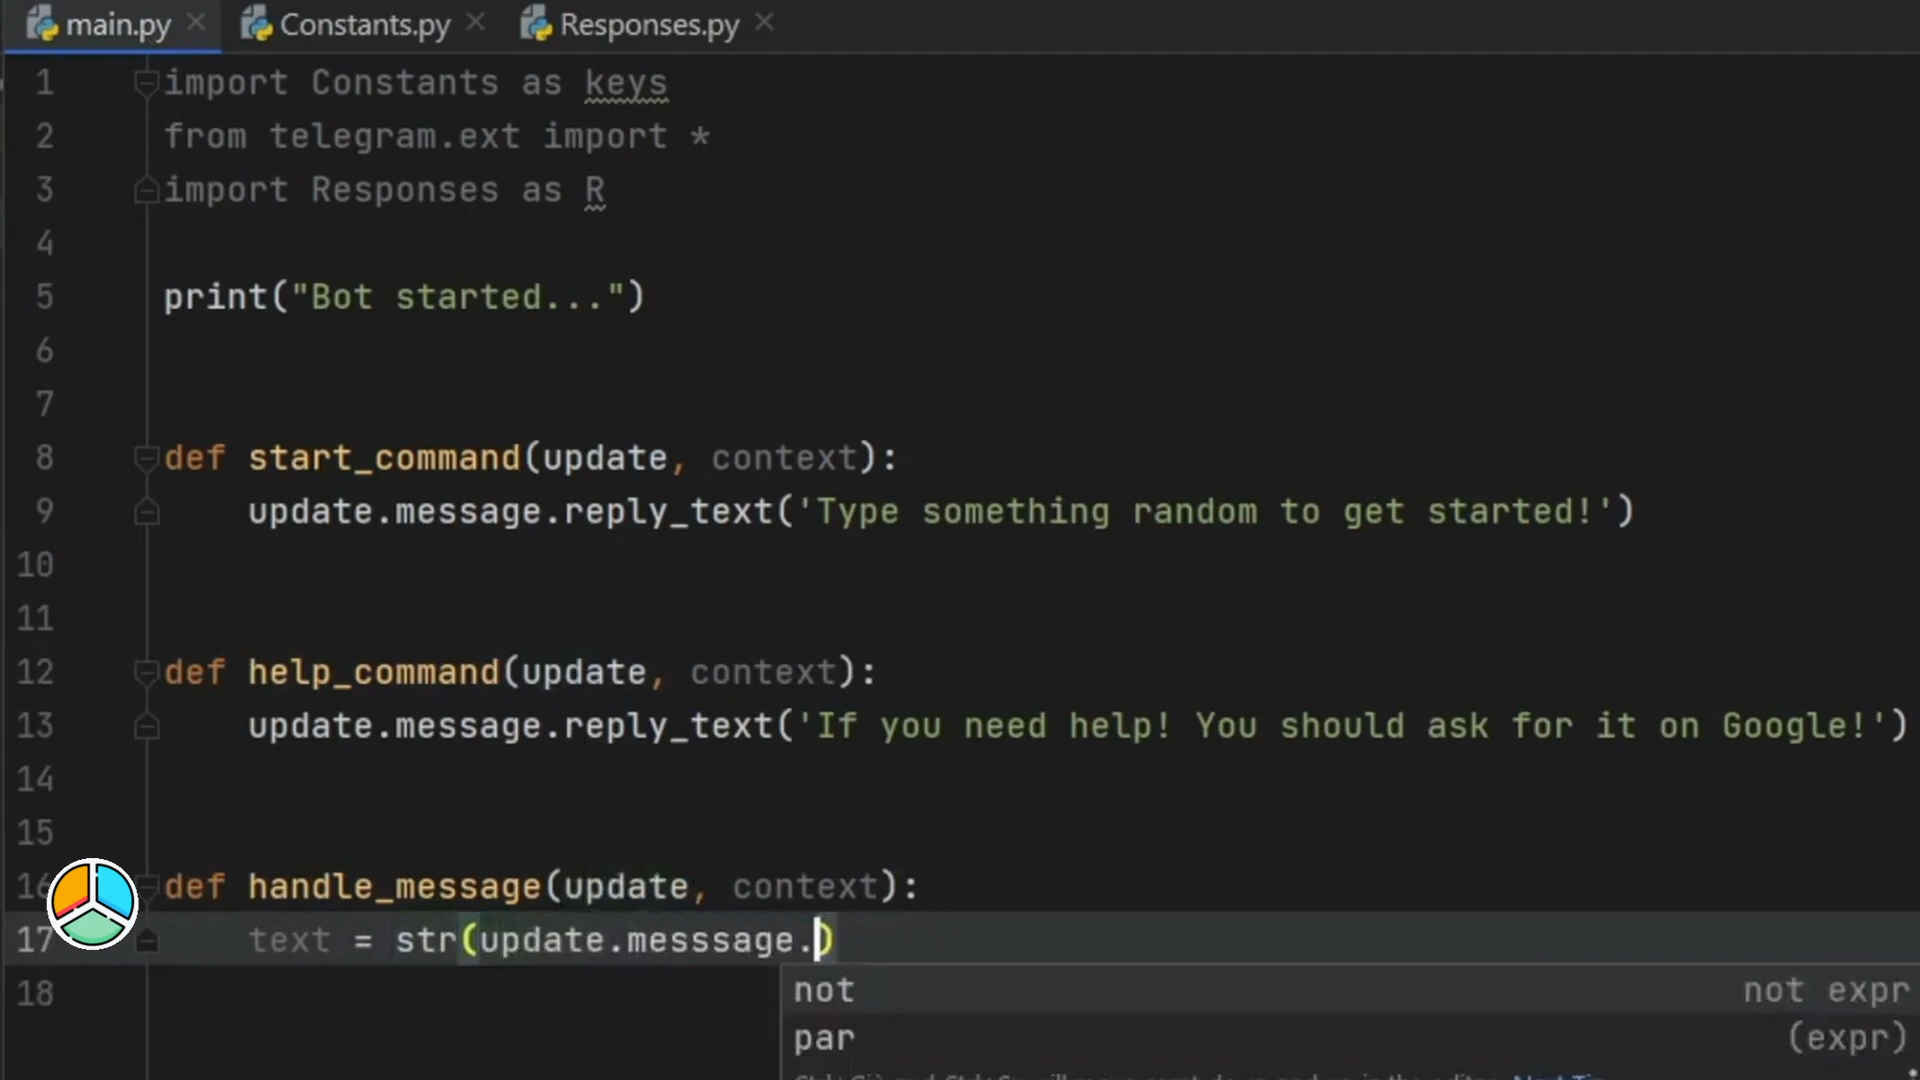 main.py Constants.py Responses.py
1 import Constants as keys
2 from telegram.ext import *
3 import Responses as R
4
5 print("Bot started...")
6
7
8 def start_command(update, context):
9 update.message.reply_text('Type something random to get started!')
10
11
12 def help_command(update, context):
13 update.message.reply_text('If you need help! You should ask for it on Google!')
14
15
16 def handle_message(update, context):
17 text = str(update.messsage.)
18
not not expr
par (expr)